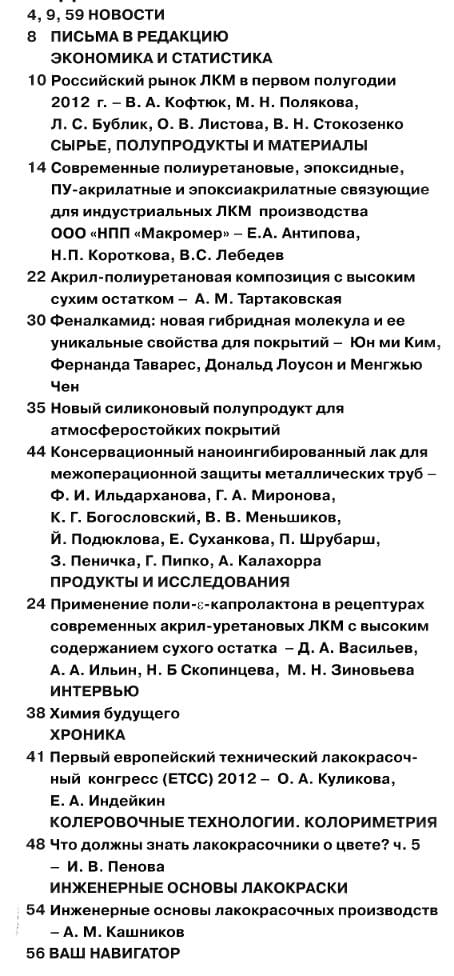 4, 9, 59 НОВОСТИ
8 ПИСЬМА В РЕДАКЦИЮ
ЭКОНОМИКА И СТАТИСТИКА
10 Российский рынок ЛКМ в первом полугодии
2012 г. – В. А. Кофтюк, М. Н. Полякова,
Л. С. Бублик, О. В. Листова, В. Н. Стокозенко
СЫРЬЕ, ПОЛУПРОДУКТЫ И МАТЕРИАЛЫ
14 Современные полиуретановые, эпоксидные,
ПУ-акрилатные и эпоксиакрилатные связующие
для индустриальных ЛКМ производства
ООО «НПП «Макромер» – Е.А. Антипова,
Н.П. Короткова, В.С. Лебедев
22 Акрил-полиуретановая композиция с высоким
сухим остатком – А. М. Тартаковская
30 Феналкамид: новая гибридная молекула и ее
уникальные свойства для покрытий – Юн ми Ким,
Фернанда Таварес, Дональд Лоусон и Менгжью
Чен
35 Новый силиконовый полупродукт для
атмосферостойких покрытий
44 Консервационный наноингибированный лак для
межоперационной защиты металлических труб –
Ф. И. Ильдарханова, Г. А. Миронова,
К. Г. Богословский, В. В. Меньшиков,
Й. Подюклова, Е. Суханкова, П. Шрубарш,
З. Пеничка, Г. Пипко, А. Калахорра
ПРОДУКТЫ И ИССЛЕДОВАНИЯ
24 Применение поли-ε-капролактона в рецептурах
современных акрил-уретановых ЛКМ с высоким
содержанием сухого остатка – Д. А. Васильев,
А. А. Ильин, Н. Б Скопинцева, М. Н. Зиновьева
ИНТЕРВЬЮ
38 Химия будущего
ХРОНИКА
41 Первый европейский технический лакокрасоч-
ный конгресс (ETCC) 2012 – О. А. Куликова,
Е. А. Индейкин
КОЛЕРОВОЧНЫЕ ТЕХНОЛОГИИ. КОЛОРИМЕТРИЯ
48 Что должны знать лакокрасочники о цвете? ч. 5
– И. В. Пенова
ИНЖЕНЕРНЫЕ ОСНОВЫ ЛАКОКРАСКИ
54 Инженерные основы лакокрасочных производств
– А. М. Кашников
56 ВАШ НАВИГАТОР